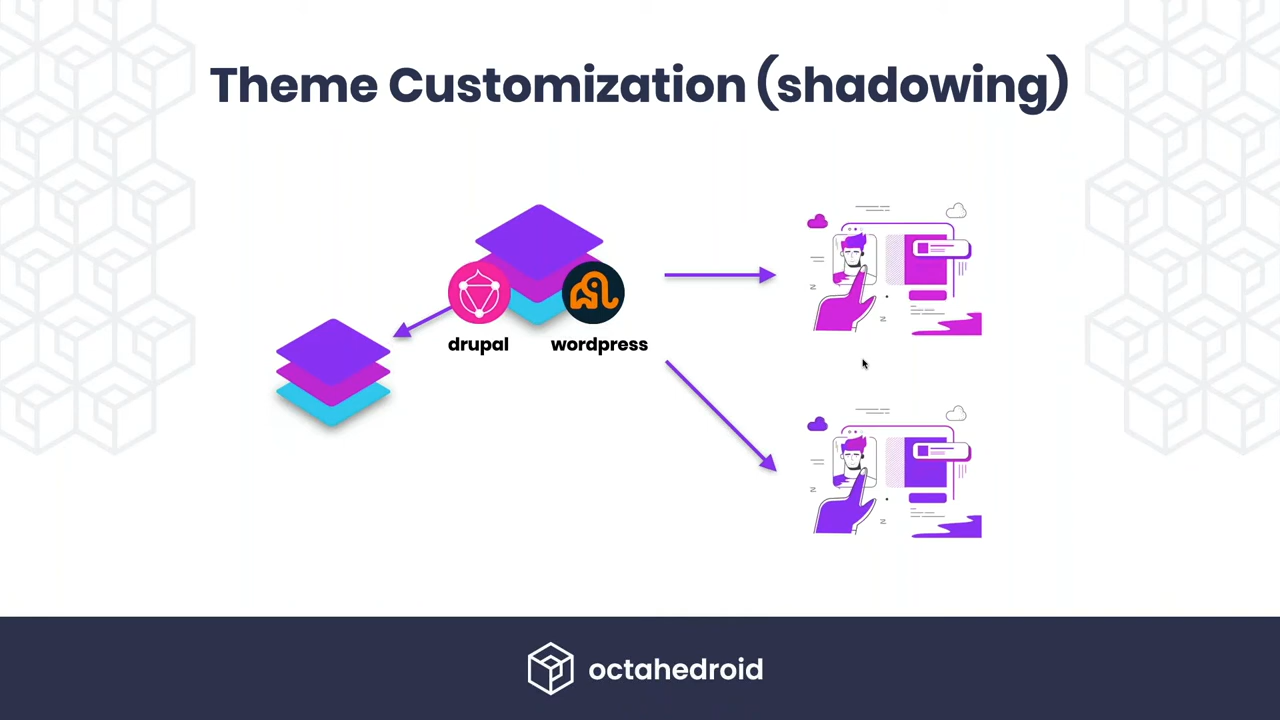 Theme Customization (shadowing)
drupal
wordpress
octahedroid